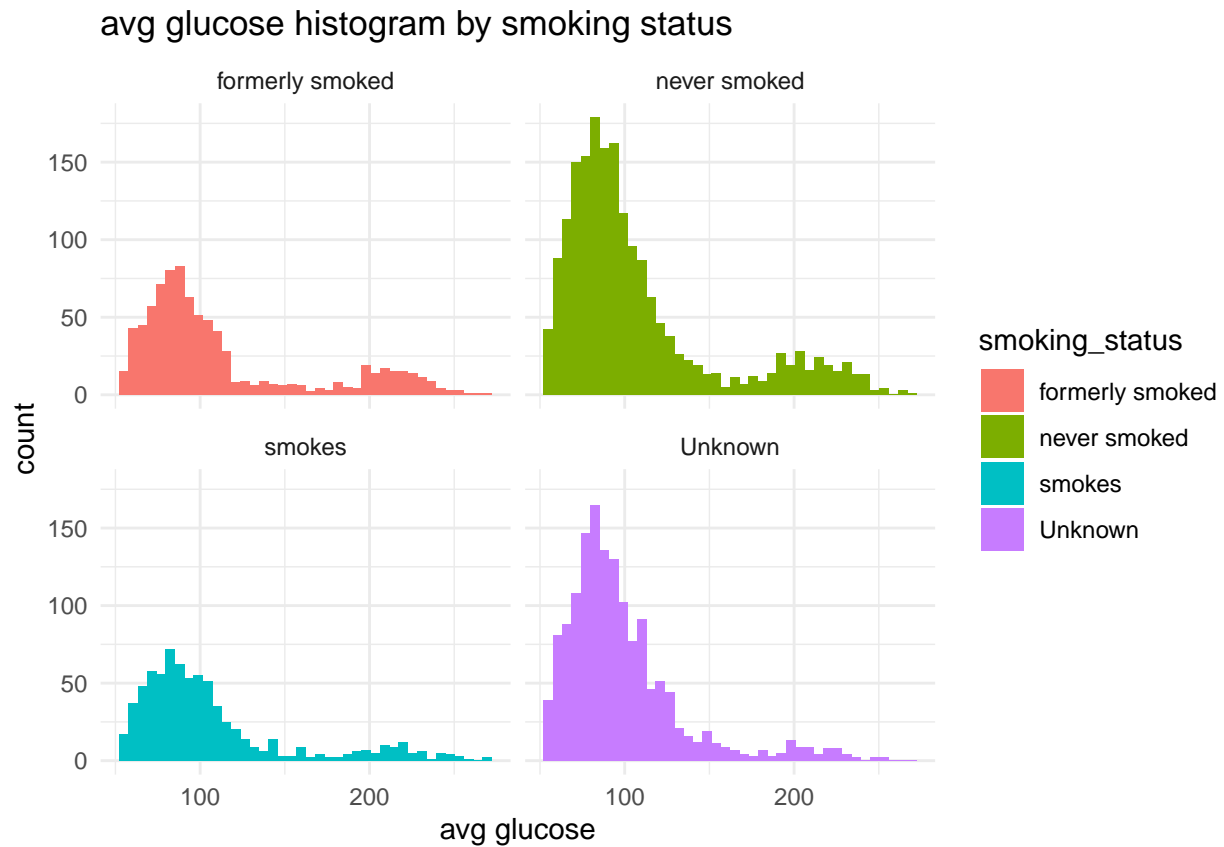 avg glucose histogram by smoking status
formerly smoked
never smoked
150
100
50
0
smokes
Unknown
150
100
50
0
100
200
100
200
count
avg glucose
smoking_status
formerly smoked
never smoked
smokes
Unknown